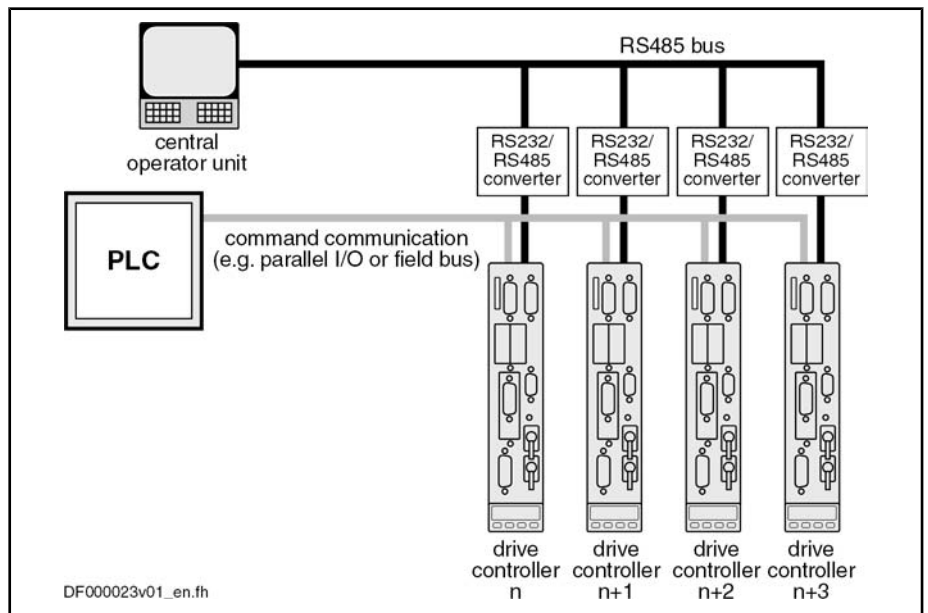 RS485 bus
central
operator unit
RS232/
RS485
converter
RS232/
RS485
converter
RS232/
RS485
converter
RS232/
RS485
converter
PLC
command communication
(e.g. parallel I/O or field bus)
drive
controller
n
drive
controller
n+1
drive
controller
n+2
drive
controller
n+3
DF000023v01_en.fh